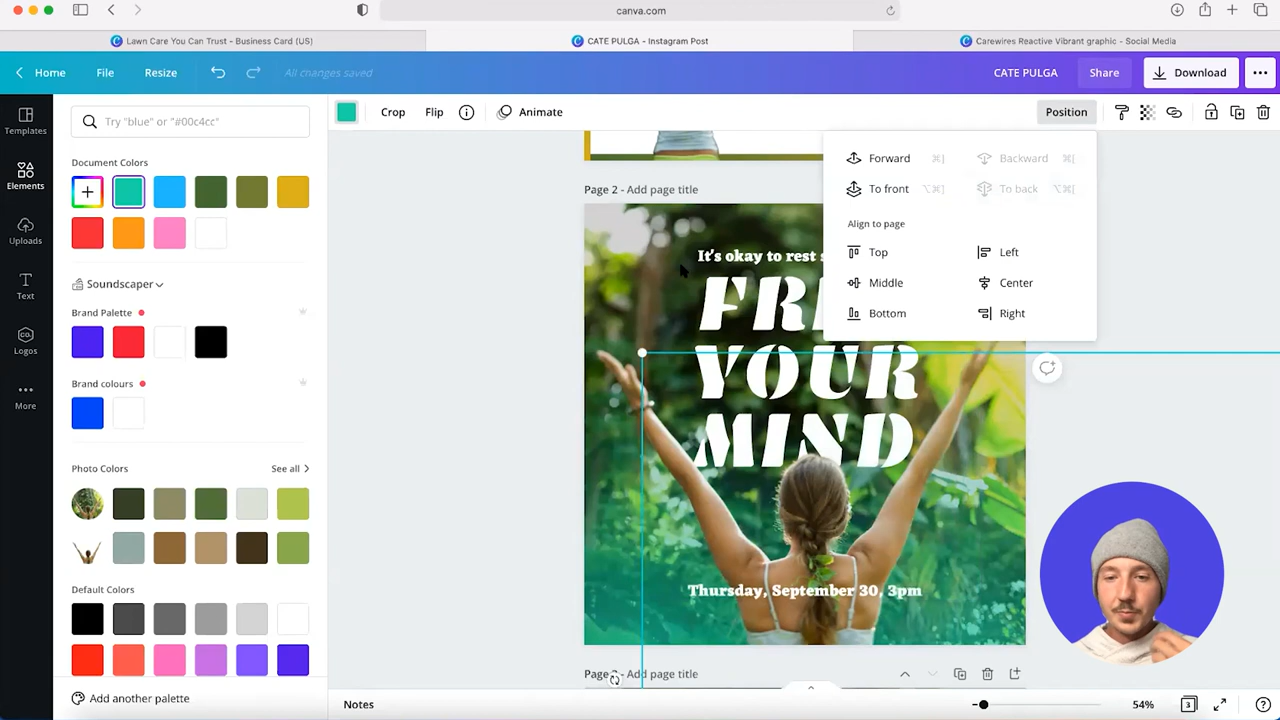 canva.com
Lawn Care You Can Trust - Business Card (US)
CATE PULGA - Instagram Post
Carewires Reactive Vibrant graphic - Social Media
Home
File
Resize
All changes saved
CATE PULGA
Share
Download
Templates
Elements
Uploads
Text
Logos
More
Try "blue" or "#00c4cc"
Document Colors
Soundscaper
Brand Palette
Brand colours
Photo Colors
See all
Default Colors
Add another palette
Crop
Flip
Animate
Position
Forward ⌘]
Backward ⌘[
To front ⌥⌘]
To back ⌥⌘[
Align to page
Top
Left
Middle
Center
Bottom
Right
Page 2 - Add page title
It's okay to rest s
FR
YOUR
MIND
Thursday, September 30, 3pm
Page 3 - Add page title
Notes
54%
3